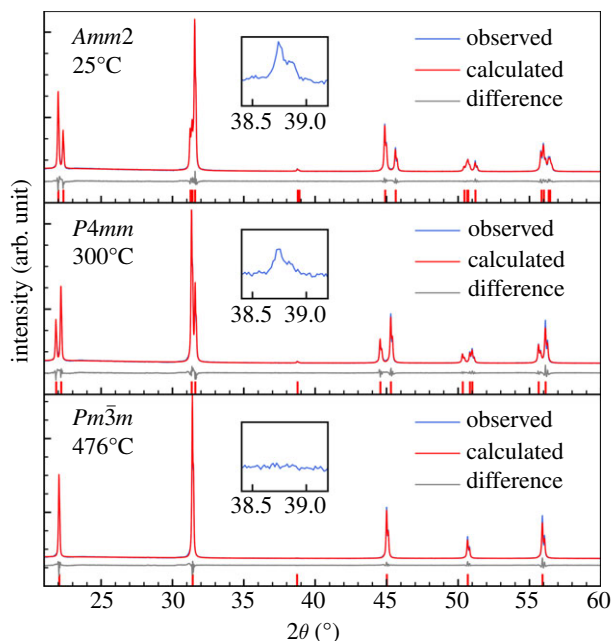 Amm2
25°C
observed
calculated
difference
38.5 39.0
P4mm
300°C
observed
calculated
difference
38.5 39.0
Pm3̄m
476°C
observed
calculated
difference
38.5 39.0
intensity (arb. unit)
25 30 35 40 45 50 55 60
2θ (°)